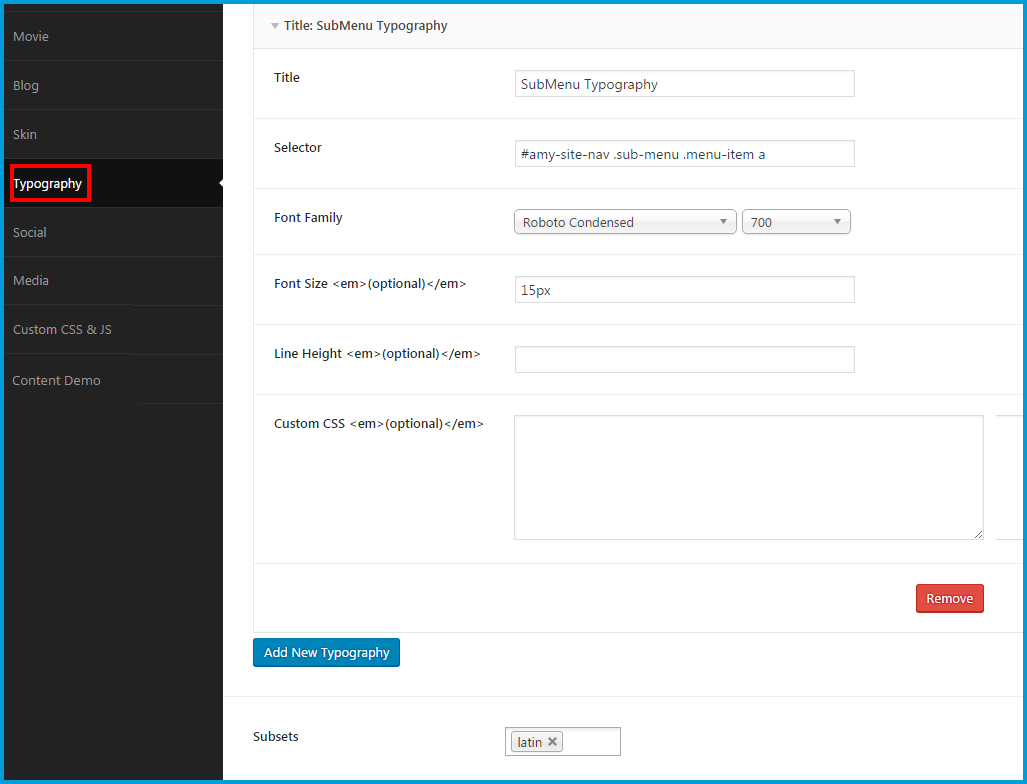 Movie
Blog
Skin
Typography
Social
Media
Custom CSS & JS
Content Demo
Title: SubMenu Typography
Title
SubMenu Typography
Selector
#amy-site-nav .sub-menu .menu-item a
Font Family
Roboto Condensed 700
Font Size <em>(optional)</em>
15px
Line Height <em>(optional)</em>
Custom CSS <em>(optional)</em>
Remove
Add New Typography
Subsets
latin